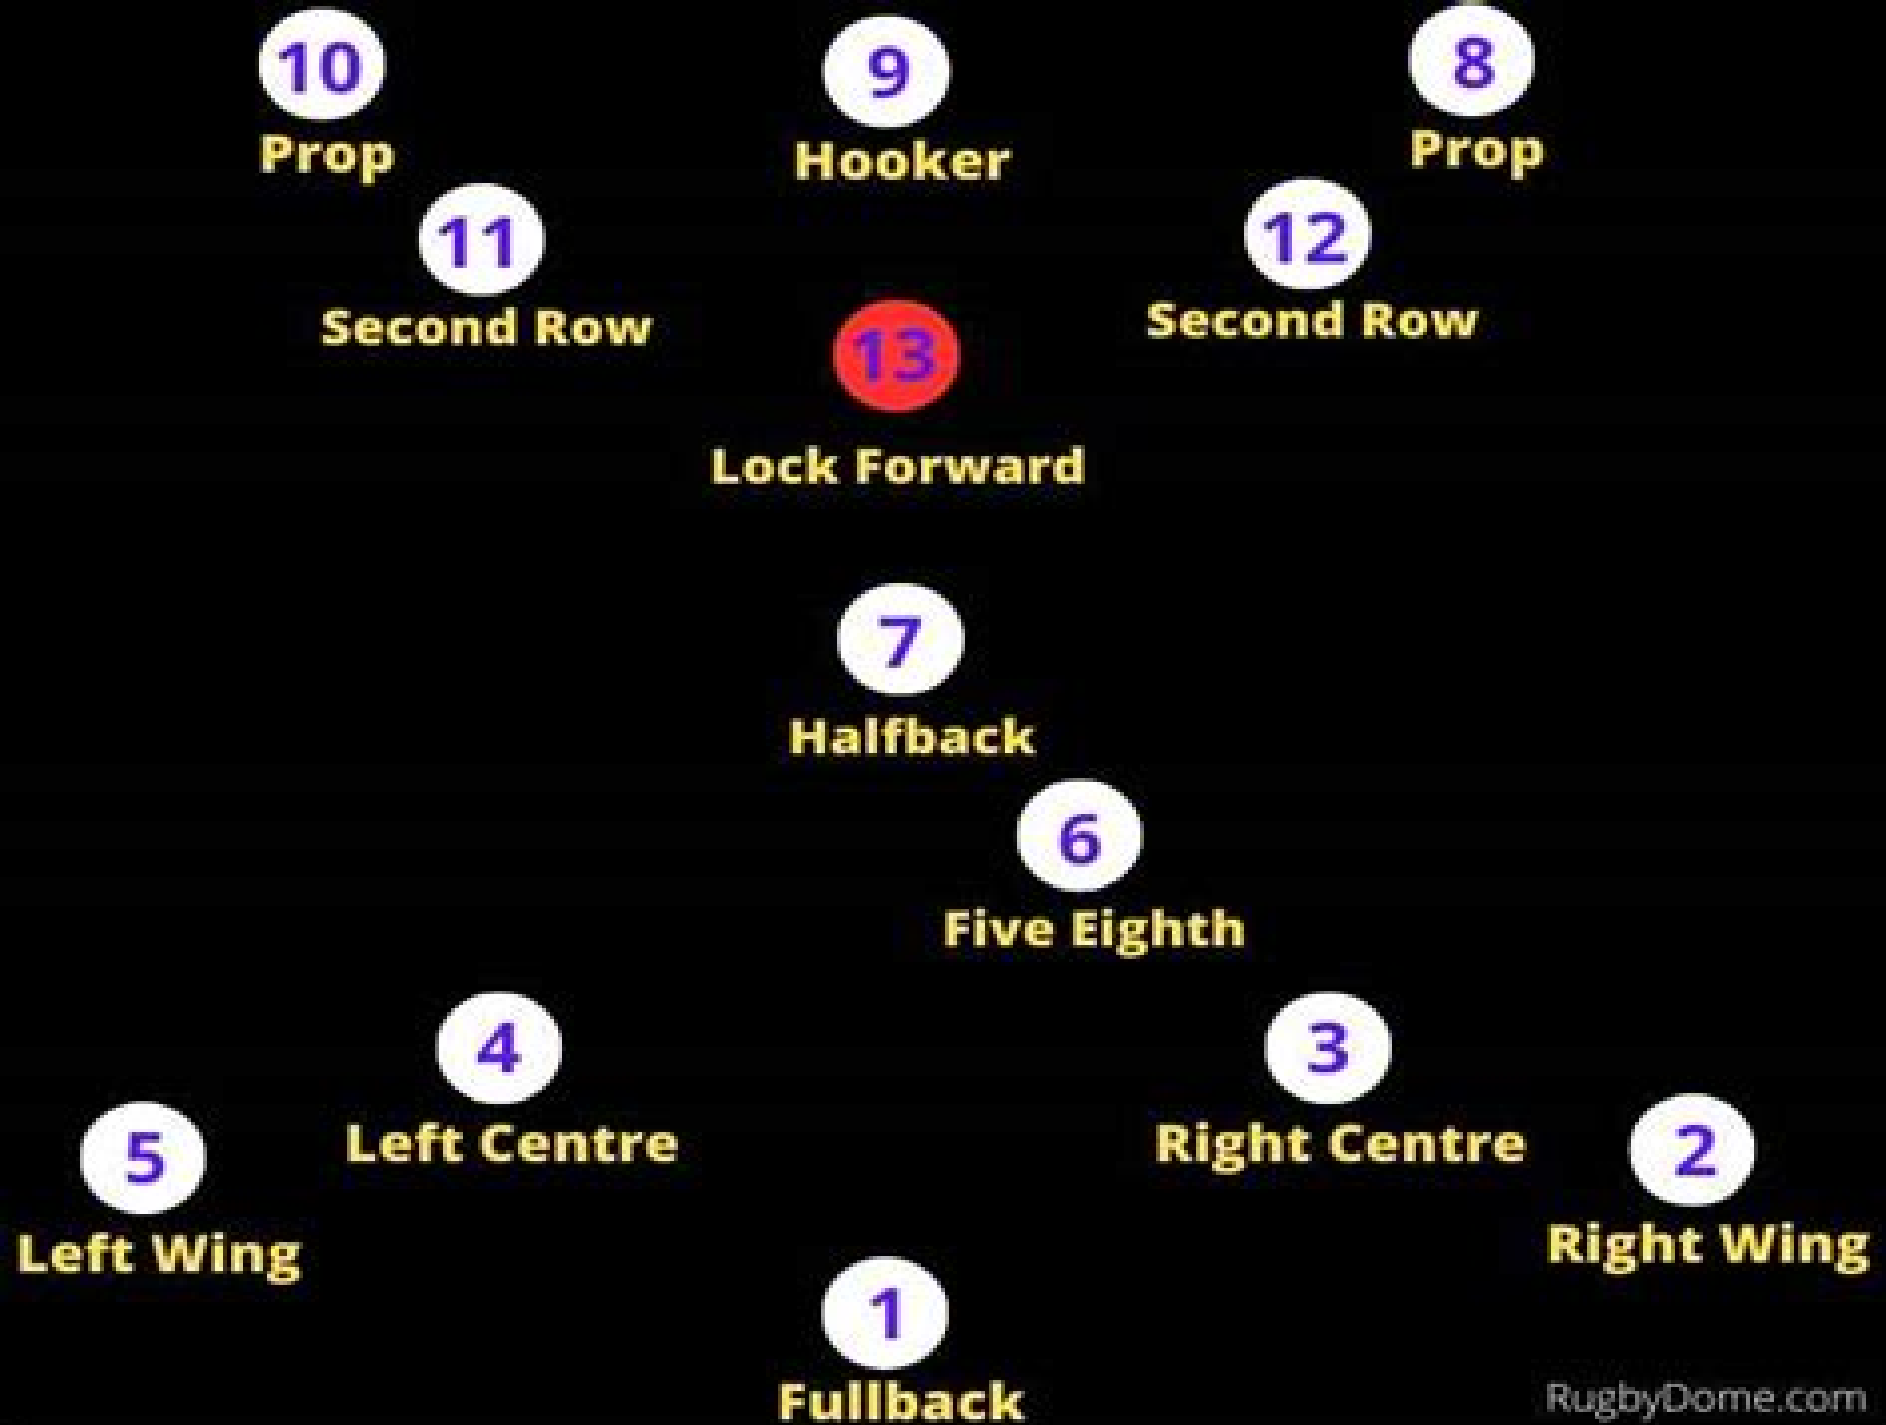 10
9
8
Prop
Hooker
Prop
11
12
Second Row
Second Row
13
Lock Forward
7
Halfback
6
Five Eighth
4
3
Left Centre
Right Centre
5
2
Left Wing
Right Wing
1
Fullback
RugbyDome.com